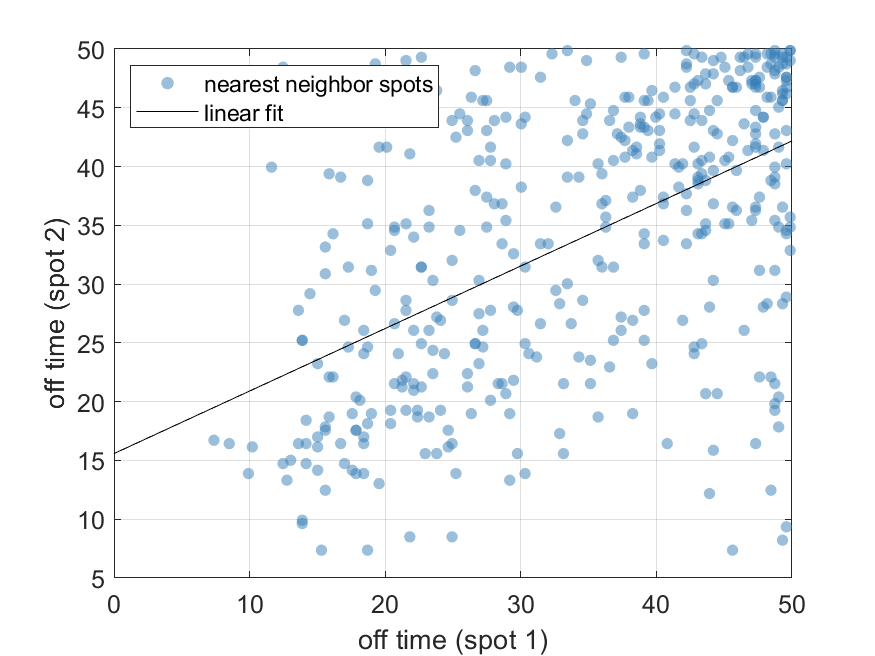 nearest neighbor spots
linear fit
50
45
40
35
30
25
20
15
10
5
off time (spot 2)
0 10 20 30 40 50
off time (spot 1)